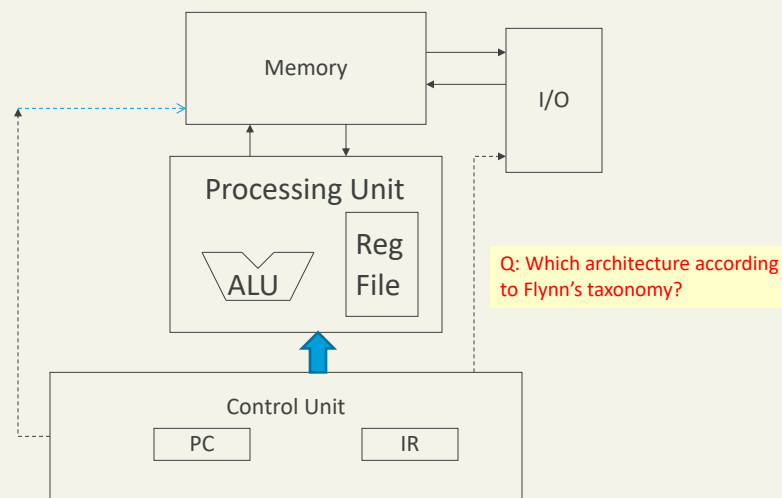 Memory
I/O
Processing Unit
ALU
Reg
File
Q: Which architecture according
to Flynn's taxonomy?
Control Unit
PC
IR